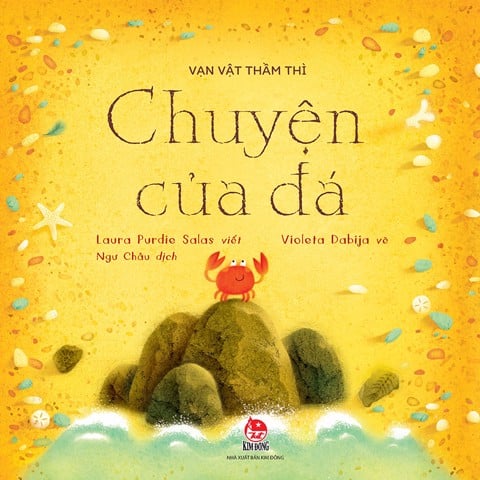 VẠN VẬT THẦM THÌ
Chuyện
của đá
Laura Purdie Salas viết Violeta Dabija vẽ
Ngư Châu dịch
KIM ĐỒNG
NHÀ XUẤT BẢN KIM ĐỒNG